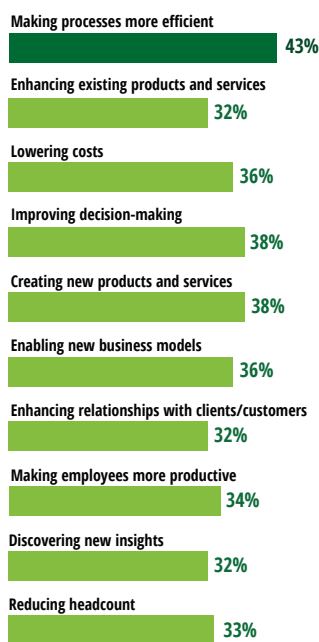 Making processes more efficient
43%
Enhancing existing products and services
32%
Lowering costs
36%
Improving decision-making
38%
Creating new products and services
38%
Enabling new business models
36%
Enhancing relationships with clients/customers
32%
Making employees more productive
34%
Discovering new insights
32%
Reducing headcount
33%